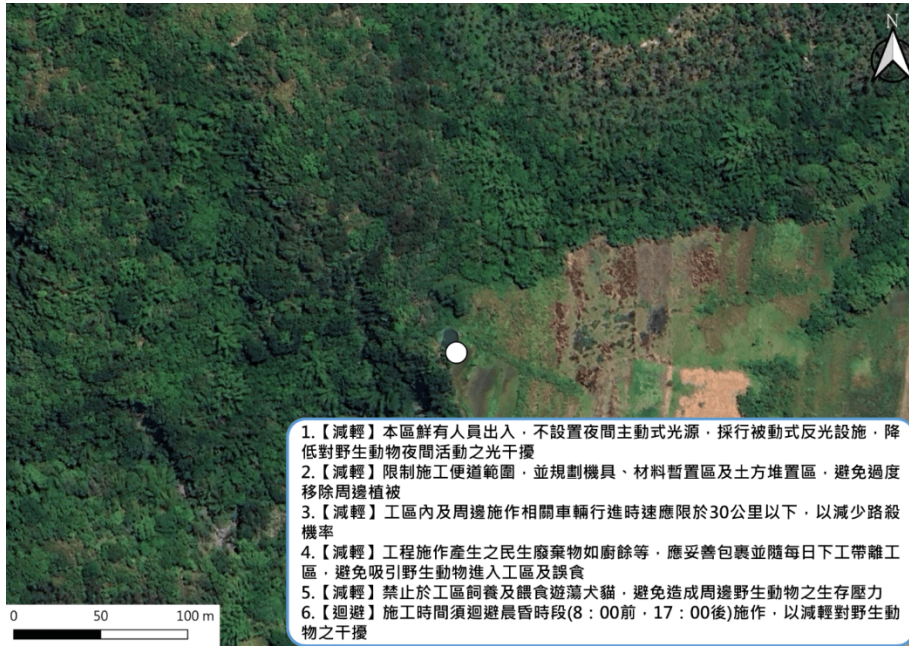 N
1.【減輕】本區鮮有人員出入，不設置夜間主動式光源，採行被動式反光設施，降
低對野生動物夜間活動之光干擾
2.【減輕】限制施工便道範圍，並規劃機具、材料暫置區及土方堆置區，避免過度
移除周邊植被
3.【減輕】工區內及周邊施作相關車輛行進時速應限於30公里以下，以減少路殺
機率
4.【減輕】工程施作產生之民生廢棄物如廚餘等，應妥善包裹並隨每日下工帶離工
區，避免吸引野生動物進入工區及誤食
5.【減輕】禁止於工區飼養及餵食遊蕩犬貓，避免造成周邊野生動物之生存壓力
6.【迴避】施工時間須迴避晨昏時段(8：00前，17：00後)施作，以減輕對野生動
物之干擾
0 50 100 m